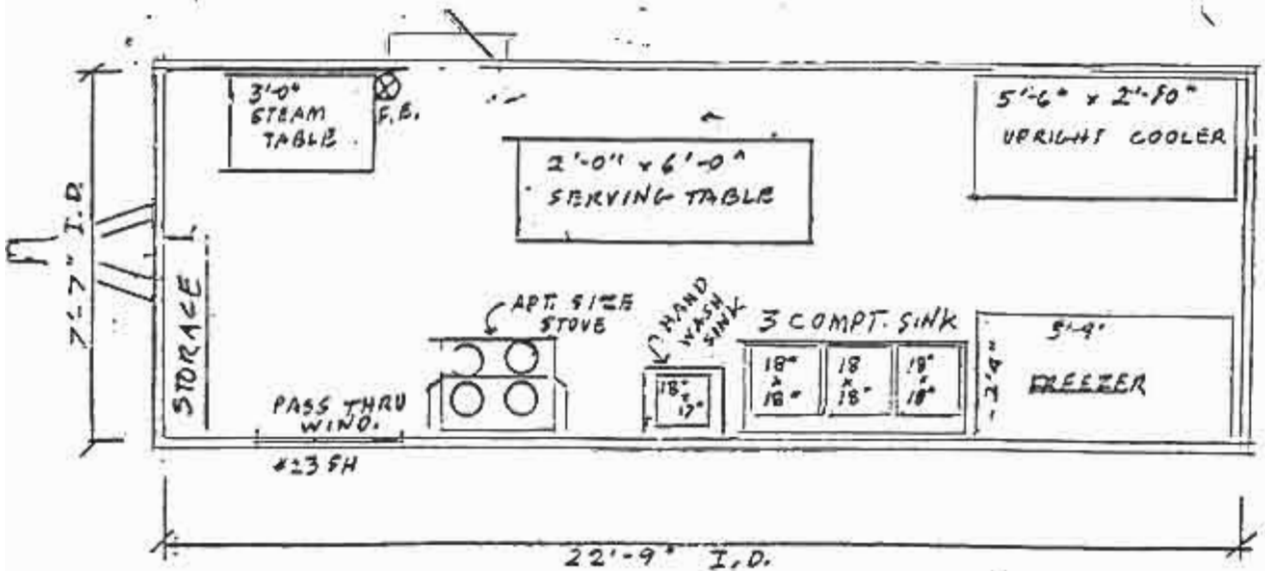 3'-0"
STEAM
TABLE
F.E.
5'-6" x 2'-10"
UPRIGHT COOLER
2'-0" x 6'-0"
SERVING TABLE
7'-7" I.D.
STORAGE
APT. SIZE
STOVE
HAND
WASH
SINK
3 COMPT. SINK
18"
x
17"
18"
x
18"
18
x
18"
18"
x
18"
2'4"
FREEZER
PASS THRU
WIND.
22'-9" I.D.